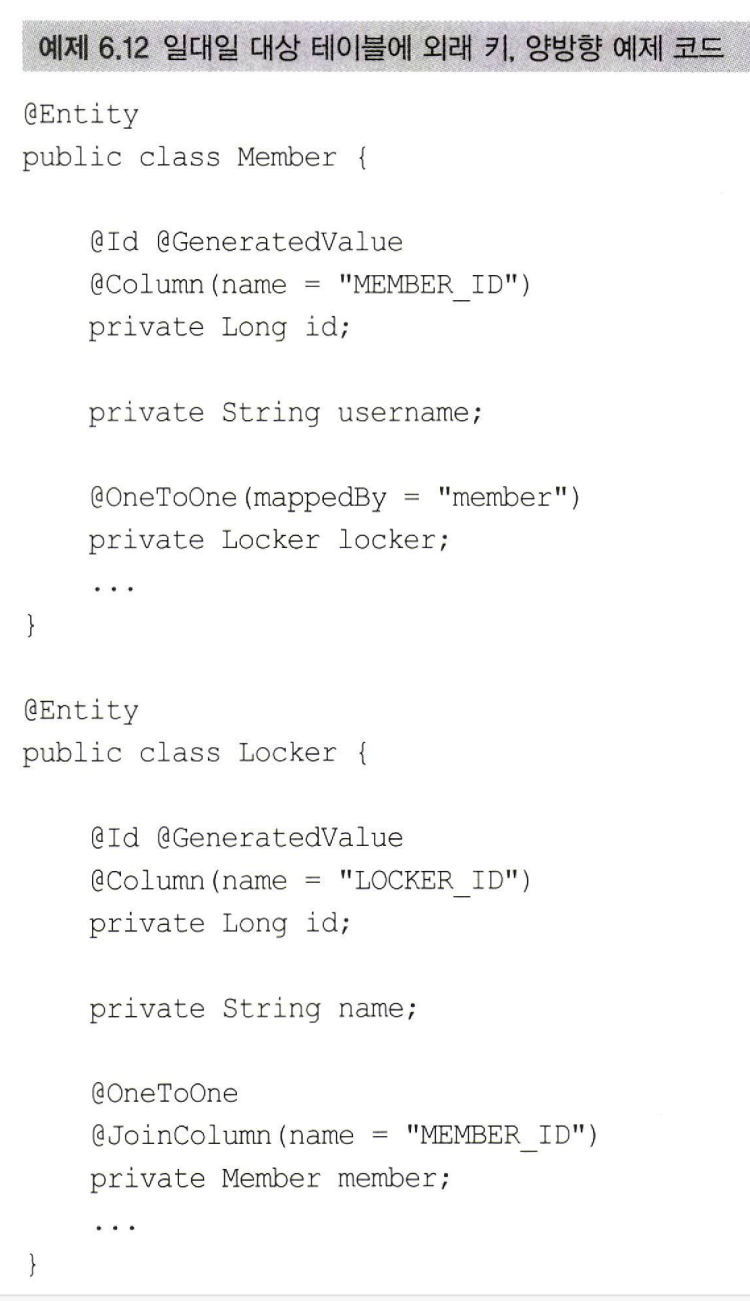 예제 6.12 일대일 대상 테이블에 외래 키, 양방향 예제 코드
@Entity
public class Member {
@Id @GeneratedValue
@Column(name = "MEMBER_ID")
private Long id;
private String username;
@OneToOne(mappedBy = "member")
private Locker locker;
...
}
@Entity
public class Locker {
@Id @GeneratedValue
@Column(name = "LOCKER_ID")
private Long id;
private String name;
@OneToOne
@JoinColumn(name = "MEMBER_ID")
private Member member;
...
}